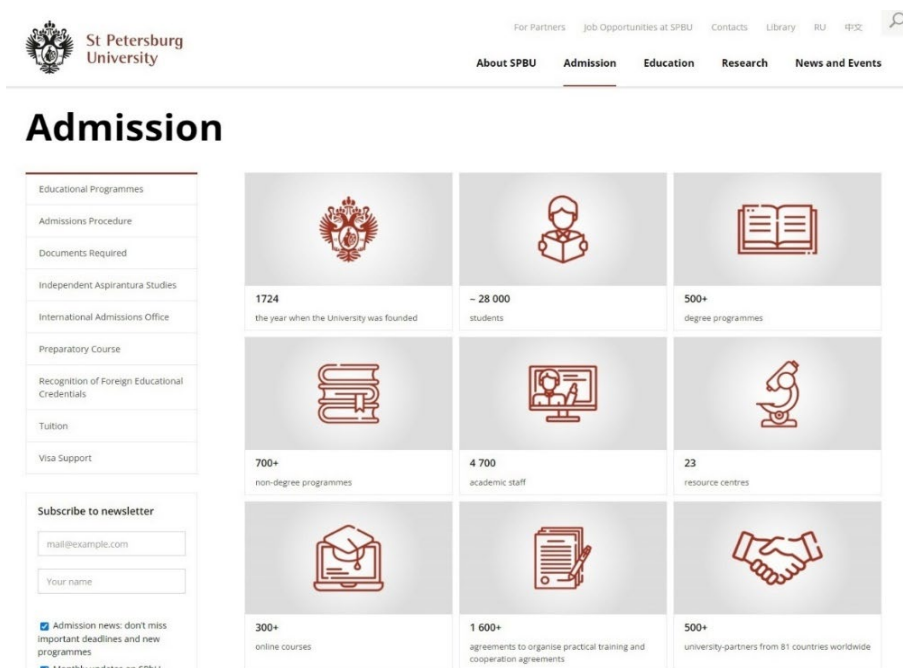 St Petersburg
University
For Partners Job Opportunities at SPBU Contacts Library RU 中文
About SPBU Admission Education Research News and Events
Admission
Educational Programmes
Admissions Procedure
Documents Required
Independent Aspirantura Studies
International Admissions Office
Preparatory Course
Recognition of Foreign Educational
Credentials
Tuition
Visa Support
Subscribe to newsletter
mail@example.com
Your name
Admission news: don't miss
important deadlines and new
programmes
Monthly updates on SPBU
1724
the year when the University was founded
~ 28 000
students
500+
degree programmes
700+
non-degree programmes
4 700
academic staff
23
resource centres
300+
online courses
1 600+
agreements to organise practical training and
cooperation agreements
500+
university-partners from 81 countries worldwide